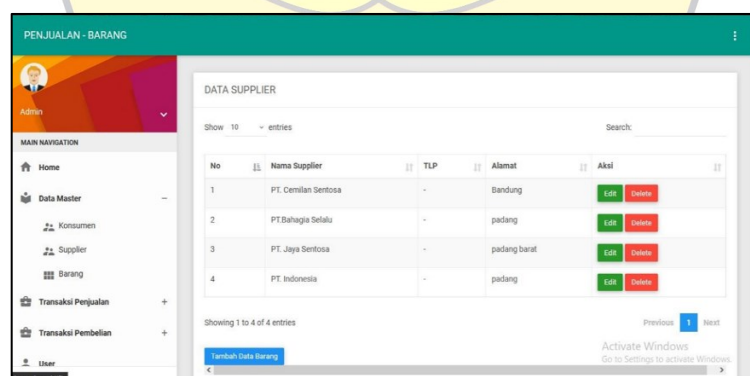 PENJUALAN - BARANG
Admin
MAIN NAVIGATION
Home
Data Master
Konsumen
Supplier
Barang
Transaksi Penjualan
Transaksi Pembelian
User
DATA SUPPLIER
Show 10 entries Search:
No Nama Supplier TLP Alamat Aksi
1 PT. Cemilan Sentosa - Bandung Edit Delete
2 PT.Bahagia Selalu - padang Edit Delete
3 PT. Jaya Sentosa - padang barat Edit Delete
4 PT. Indonesia - padang Edit Delete
Showing 1 to 4 of 4 entries Previous 1 Next
Tambah Data Barang
Activate Windows
Go to Settings to activate Windows.